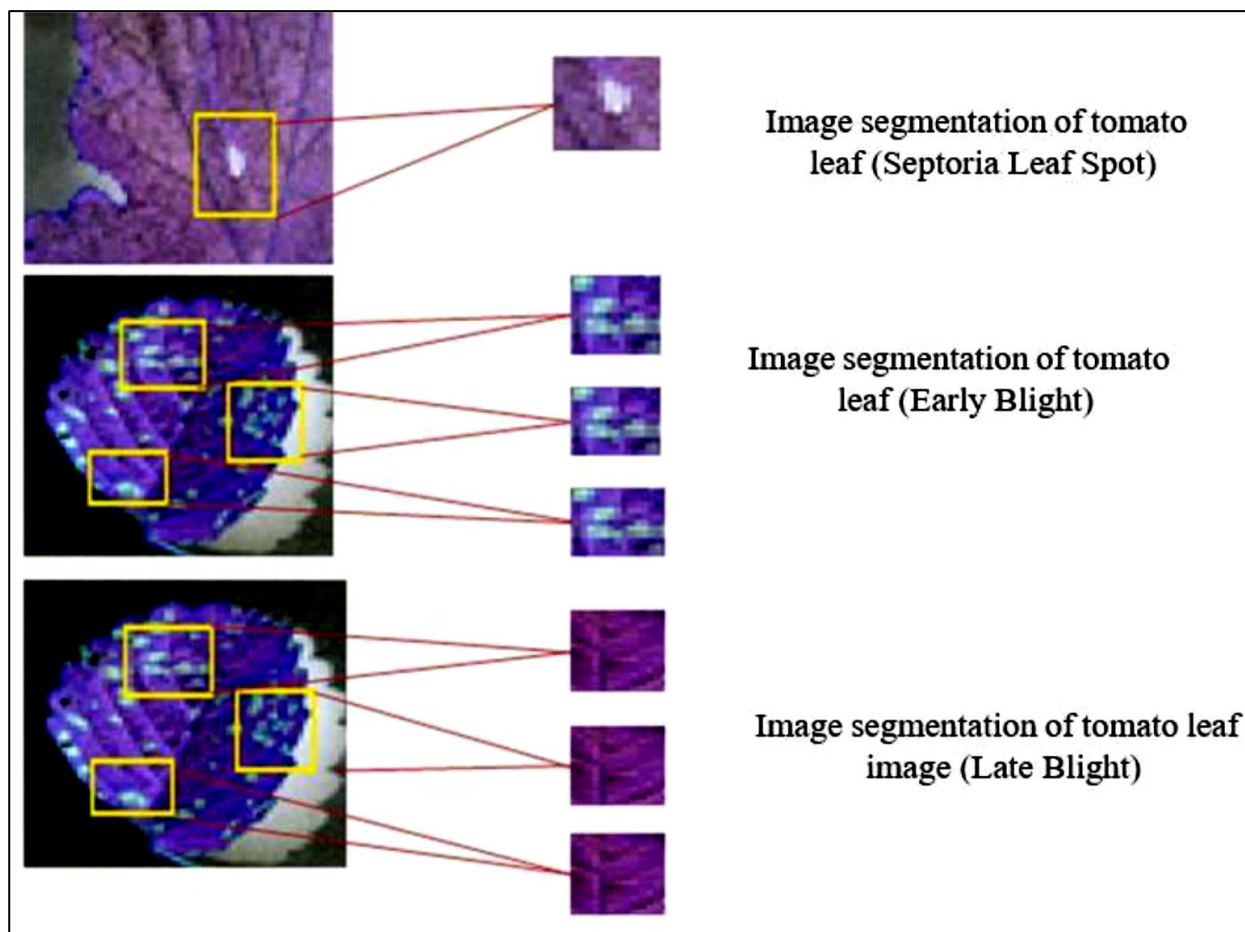 Image segmentation of tomato
leaf (Septoria Leaf Spot)
Image segmentation of tomato
leaf (Early Blight)
Image segmentation of tomato leaf
image (Late Blight)